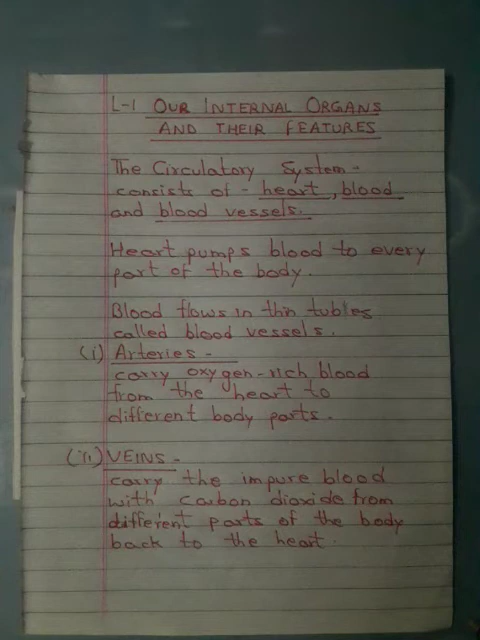 L-1 OUR INTERNAL ORGANS
AND THEIR FEATURES
The Circulatory System-
consists of - heart, blood
and blood vessels.
Heart pumps blood to every
part of the body.
Blood flows in thin tubles
called blood vessels.
(i) Arteries -
carry oxygen-rich blood
from the heart to
different body parts.
(ii) VEINS -
carry the impure blood
with carbon dioxide from
different parts of the body
back to the heart.